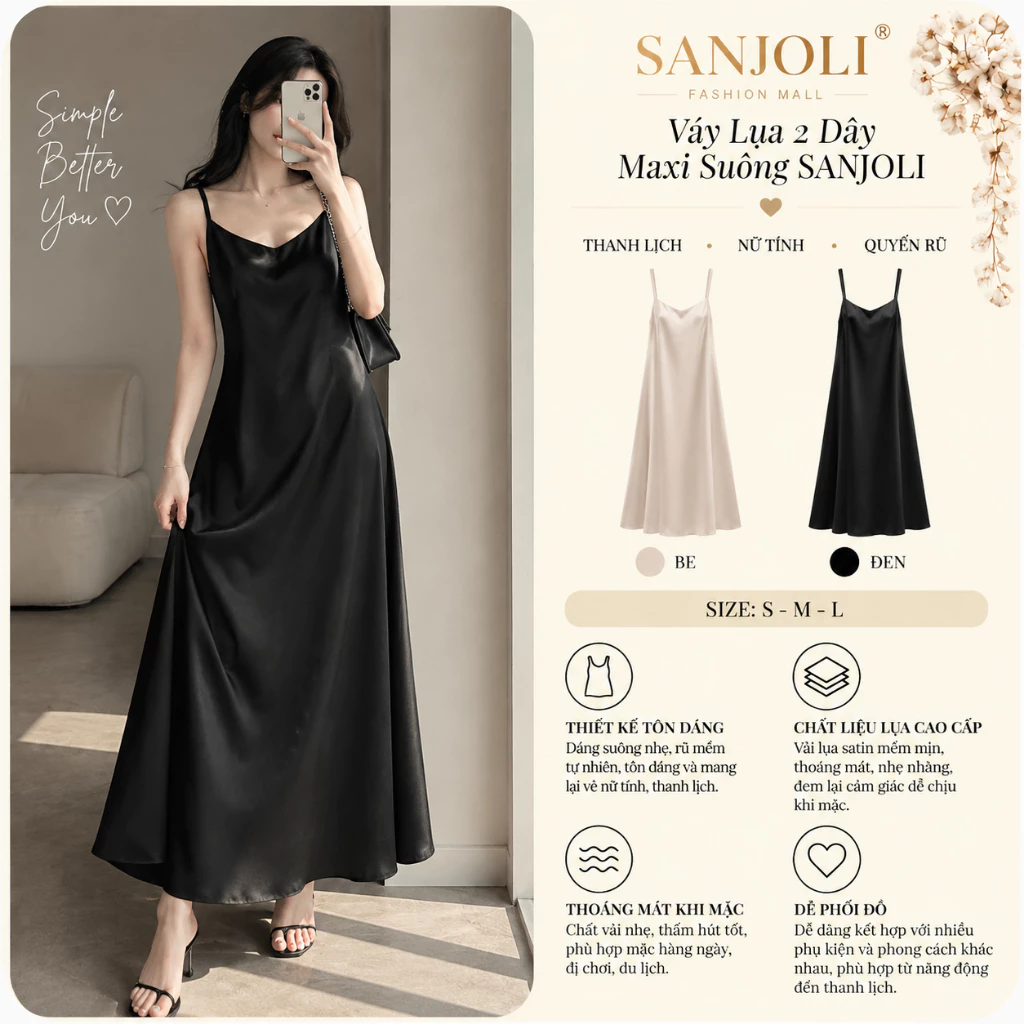 Simple
Better
You ♡
SANJOLI®
FASHION MALL
Váy Lụa 2 Dây
Maxi Suông SANJOLI
THANH LỊCH • NỮ TÍNH • QUYẾN RŨ
BE
ĐEN
SIZE: S - M - L
THIẾT KẾ TÔN DÁNG
Dáng suông nhẹ, rũ mềm
tự nhiên, tôn dáng và mang
lại vẻ nữ tính, thanh lịch.
CHẤT LIỆU LỤA CAO CẤP
Vải lụa satin mềm mịn,
thoáng mát, nhẹ nhàng,
đem lại cảm giác dễ chịu
khi mặc.
THOÁNG MÁT KHI MẶC
Chất vải nhẹ, thấm hút tốt,
phù hợp mặc hàng ngày,
đị chơi, du lịch.
DỄ PHỐI ĐỒ
Dễ dàng kết hợp với nhiều
phụ kiện và phong cách khác
nhau, phù hợp từ năng động
đến thanh lịch.